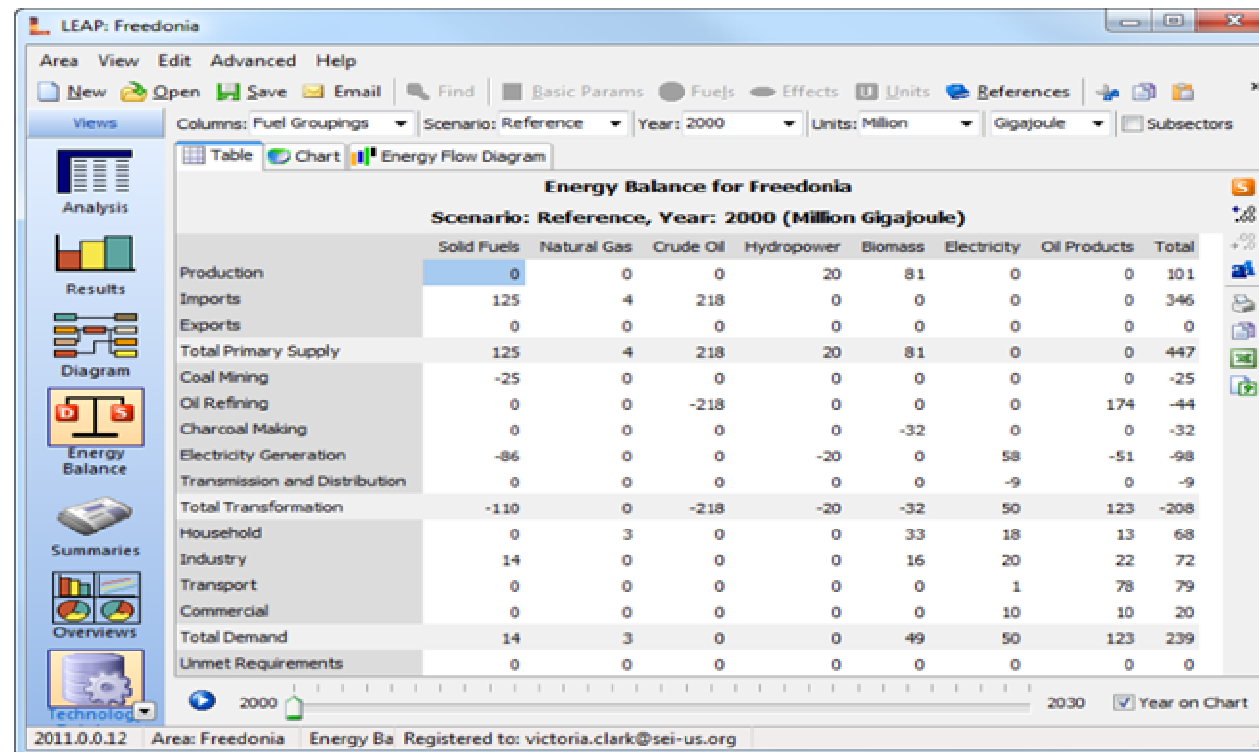 LEAP: Freedonia
Area View Edit Advanced Help
New Open Save Email Find Basic Params Fuels Effects Units References
Views Columns: Fuel Groupings Scenario: Reference Year: 2000 Units: Million Gigajoule Subsectors
Table Chart Energy Flow Diagram
Energy Balance for Freedonia
Scenario: Reference, Year: 2000 (Million Gigajoule)
Solid Fuels Natural Gas Crude Oil Hydropower Biomass Electricity Oil Products Total
Production 0 0 0 20 81 0 0 101
Imports 125 4 218 0 0 0 0 346
Exports 0 0 0 0 0 0 0 0
Total Primary Supply 125 4 218 20 81 0 0 447
Coal Mining -25 0 0 0 0 0 0 -25
Oil Refining 0 0 -218 0 0 0 174 -44
Charcoal Making 0 0 0 0 -32 0 0 -32
Electricity Generation -86 0 0 -20 0 58 -51 -98
Transmission and Distribution 0 0 0 0 0 -9 0 -9
Total Transformation -110 0 -218 -20 -32 50 123 -208
Household 0 3 0 0 33 18 13 68
Industry 14 0 0 0 16 20 22 72
Transport 0 0 0 0 0 1 78 79
Commercial 0 0 0 0 0 10 10 20
Total Demand 14 3 0 0 49 50 123 239
Unmet Requirements 0 0 0 0 0 0 0 0
Analysis
Results
Diagram
D S
Energy
Balance
Summaries
Overviews
Technology
2000 2030 Year on Chart
2011.0.0.12 Area: Freedonia Energy Ba Registered to: victoria.clark@sei-us.org